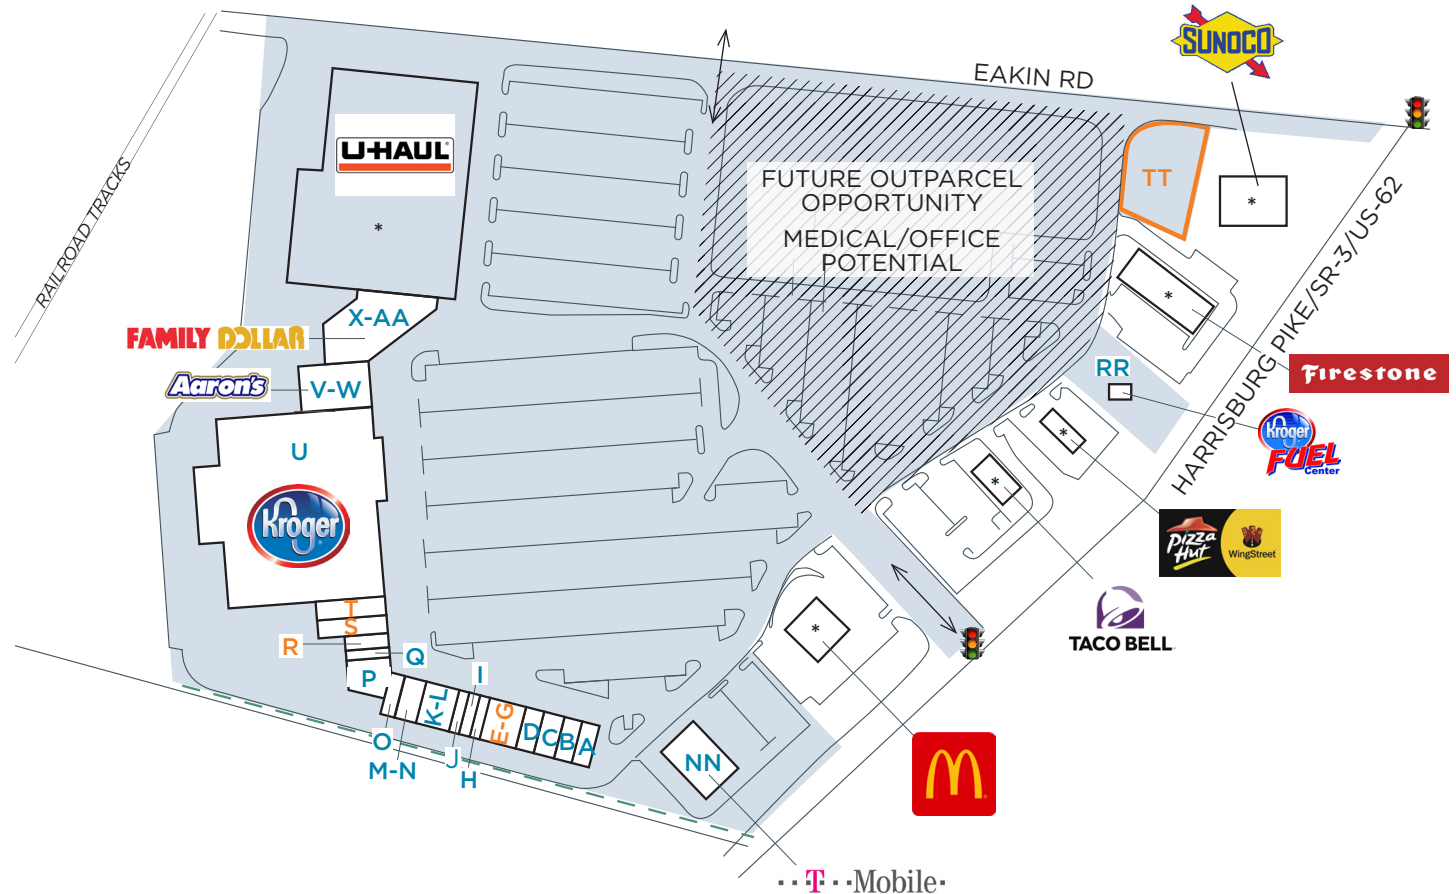 SUNOCO
EAKIN RD
U-HAUL
*
RAILROAD TRACKS
FUTURE OUTPARCEL
OPPORTUNITY
MEDICAL/OFFICE
POTENTIAL
TT
*
HARRISBURG PIKE/SR-3/US-62
*
X-AA
FAMILY DOLLAR
Aaron's
V-W
RR
Firestone
Kroger
FUEL
Center
U
Kroger
*
*
Pizza
Hut
WingStreet
TACO BELL
T
S
R
Q
P
*
I
K-L
E-G
D
C
B
A
O
M-N
J
H
NN
T Mobile